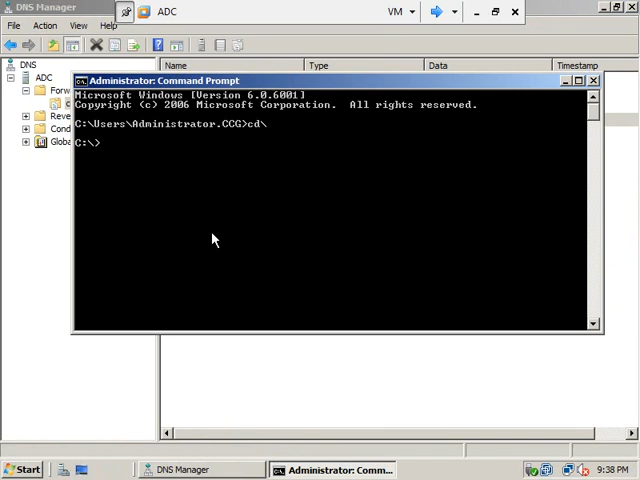 DNS Manager
ADC
VM
File Action View Help
DNS
ADC
Forw
c
Reve
Cond
Globa
Name Type Data Timestamp
Administrator: Command Prompt
Microsoft Windows [Version 6.0.6001]
Copyright (c) 2006 Microsoft Corporation.  All rights reserved.
C:\Users\Administrator.CCG>cd\
C:\>
Start
DNS Manager
Administrator: Comm...
9:38 PM